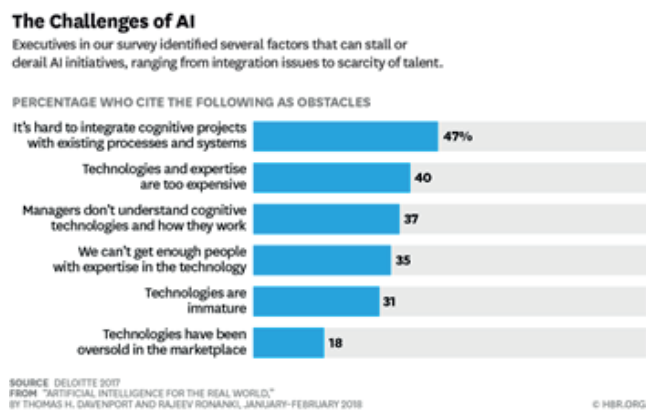 The Challenges of AI
Executives in our survey identified several factors that can stall or
derail AI initiatives, ranging from integration issues to scarcity of talent.
PERCENTAGE WHO CITE THE FOLLOWING AS OBSTACLES
It's hard to integrate cognitive projects
with existing processes and systems
47%
Technologies and expertise
are too expensive
40
Managers don't understand cognitive
technologies and how they work
37
We can't get enough people
with expertise in the technology
35
Technologies are
immature
31
Technologies have been
oversold in the marketplace
18
SOURCE DELOITTE 2017
FROM "ARTIFICIAL INTELLIGENCE FOR THE REAL WORLD,"
BY THOMAS H. DAVENPORT AND RAJEEV RONANKI, JANUARY-FEBRUARY 2018
© HBR.ORG